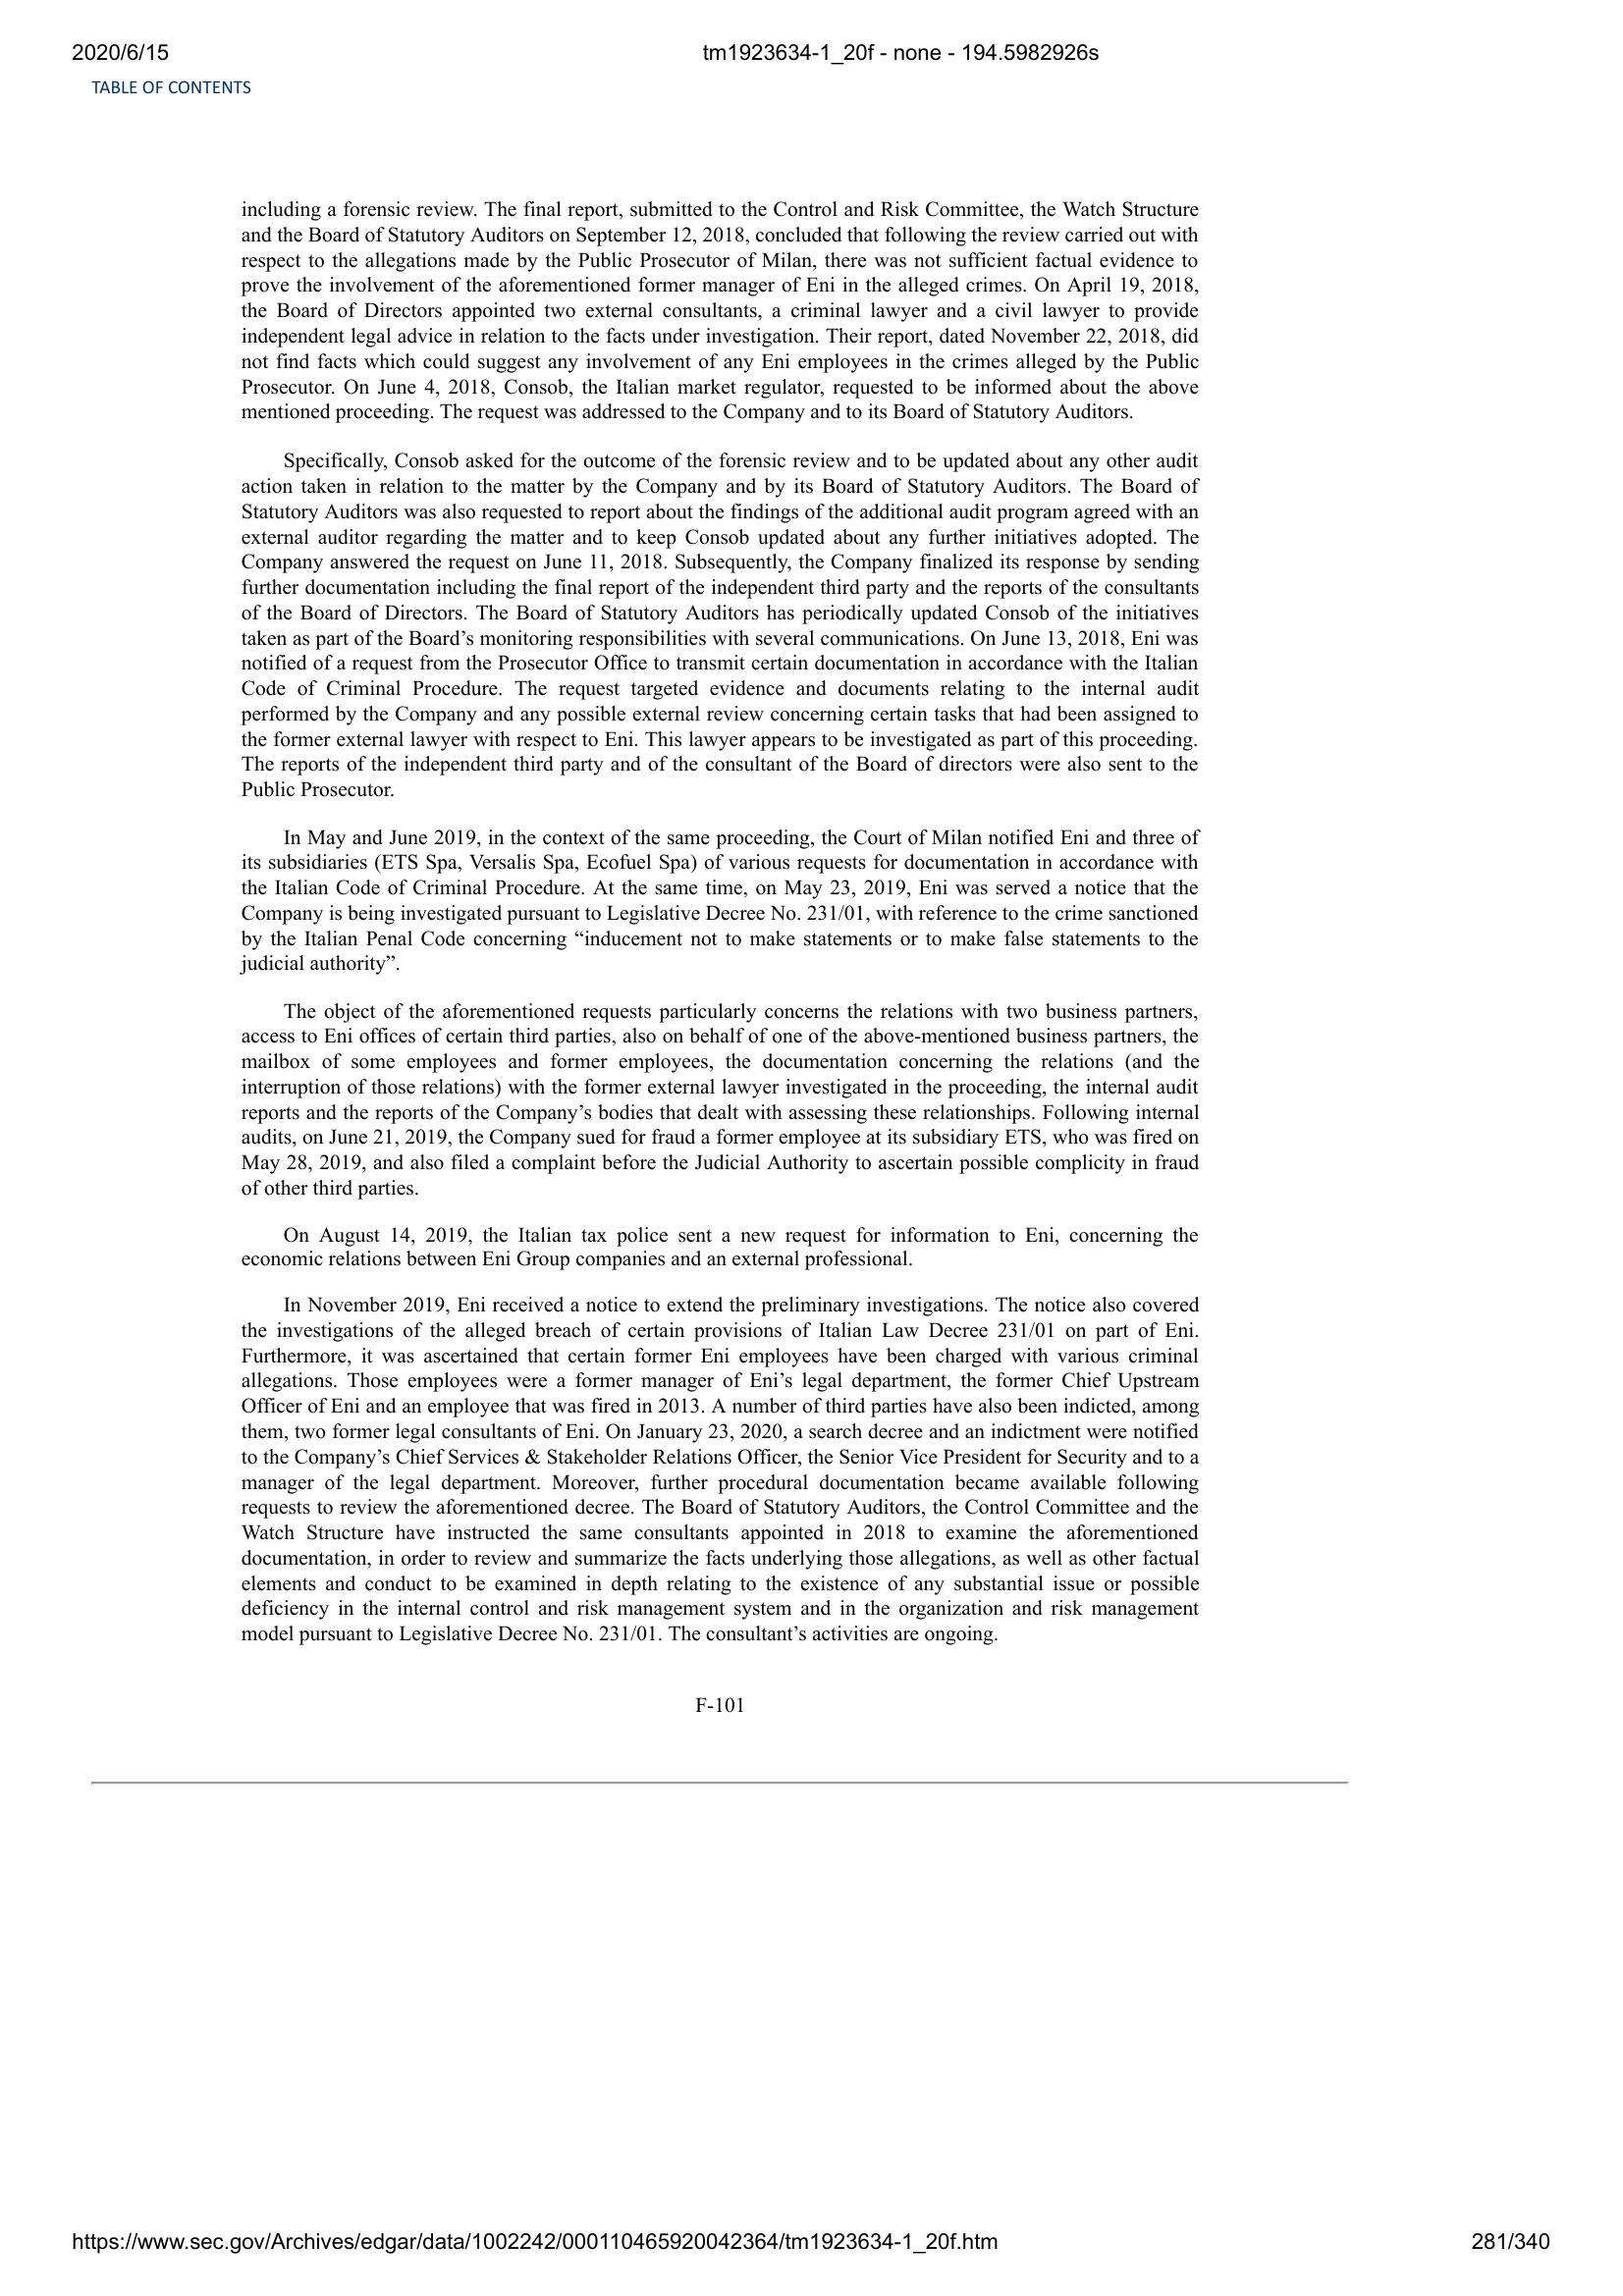 2020/6/15
tm1923634-1_20f - none - 194.5982926s
TABLE OF CONTENTS
including a forensic review. The final report, submitted to the Control and Risk Committee, the Watch Structure
and the Board of Statutory Auditors on September 12, 2018, concluded that following the review carried out with
respect to the allegations made by the Public Prosecutor of Milan, there was not sufficient factual evidence to
prove the involvement of the aforementioned former manager of Eni in the alleged crimes. On April 19, 2018,
the Board of Directors appointed two external consultants, a criminal lawyer and a civil lawyer to provide
independent legal advice in relation to the facts under investigation. Their report, dated November 22, 2018, did
not find facts which could suggest any involvement of any Eni employees in the crimes alleged by the Public
Prosecutor. On June 4, 2018, Consob, the Italian market regulator, requested to be informed about the above
mentioned proceeding. The request was addressed to the Company and to its Board of Statutory Auditors.
Specifically, Consob asked for the outcome of the forensic review and to be updated about any other audit
action taken in relation to the matter by the Company and by its Board of Statutory Auditors. The Board of
Statutory Auditors was also requested to report about the findings of the additional audit program agreed with an
external auditor regarding the matter and to keep Consob updated about any further initiatives adopted. The
Company answered the request on June 11, 2018. Subsequently, the Company finalized its response by sending
further documentation including the final report of the independent third party and the reports of the consultants
of the Board of Directors. The Board of Statutory Auditors has periodically updated Consob of the initiatives
taken as part of the Board’s monitoring responsibilities with several communications. On June 13, 2018, Eni was
notified of a request from the Prosecutor Office to transmit certain documentation in accordance with the Italian
Code of Criminal Procedure. The request targeted evidence and documents relating to the internal audit
performed by the Company and any possible external review concerning certain tasks that had been assigned to
the former external lawyer with respect to Eni. This lawyer appears to be investigated as part of this proceeding.
The reports of the independent third party and of the consultant of the Board of directors were also sent to the
Public Prosecutor.
In May and June 2019, in the context of the same proceeding, the Court of Milan notified Eni and three of
its subsidiaries (ETS Spa, Versalis Spa, Ecofuel Spa) of various requests for documentation in accordance with
the Italian Code of Criminal Procedure. At the same time, on May 23, 2019, Eni was served a notice that the
Company is being investigated pursuant to Legislative Decree No. 231/01, with reference to the crime sanctioned
by the Italian Penal Code concerning “inducement not to make statements or to make false statements to the
judicial authority”.
The object of the aforementioned requests particularly concerns the relations with two business partners,
access to Eni offices of certain third parties, also on behalf of one of the above-mentioned business partners, the
mailbox of some employees and former employees, the documentation concerning the relations (and the
interruption of those relations) with the former external lawyer investigated in the proceeding, the internal audit
reports and the reports of the Company’s bodies that dealt with assessing these relationships. Following internal
audits, on June 21, 2019, the Company sued for fraud a former employee at its subsidiary ETS, who was fired on
May 28, 2019, and also filed a complaint before the Judicial Authority to ascertain possible complicity in fraud
of other third parties.
On August 14, 2019, the Italian tax police sent a new request for information to Eni, concerning the
economic relations between Eni Group companies and an external professional.
In November 2019, Eni received a notice to extend the preliminary investigations. The notice also covered
the investigations of the alleged breach of certain provisions of Italian Law Decree 231/01 on part of Eni.
Furthermore, it was ascertained that certain former Eni employees have been charged with various criminal
allegations. Those employees were a former manager of Eni’s legal department, the former Chief Upstream
Officer of Eni and an employee that was fired in 2013. A number of third parties have also been indicted, among
them, two former legal consultants of Eni. On January 23, 2020, a search decree and an indictment were notified
to the Company’s Chief Services & Stakeholder Relations Officer, the Senior Vice President for Security and to a
manager of the legal department. Moreover, further procedural documentation became available following
requests to review the aforementioned decree. The Board of Statutory Auditors, the Control Committee and the
Watch Structure have instructed the same consultants appointed in 2018 to examine the aforementioned
documentation, in order to review and summarize the facts underlying those allegations, as well as other factual
elements and conduct to be examined in depth relating to the existence of any substantial issue or possible
deficiency in the internal control and risk management system and in the organization and risk management
model pursuant to Legislative Decree No. 231/01. The consultant’s activities are ongoing.
F-101
https://www.sec.gov/Archives/edgar/data/1002242/000110465920042364/tm1923634-1_20f.htm
281/340